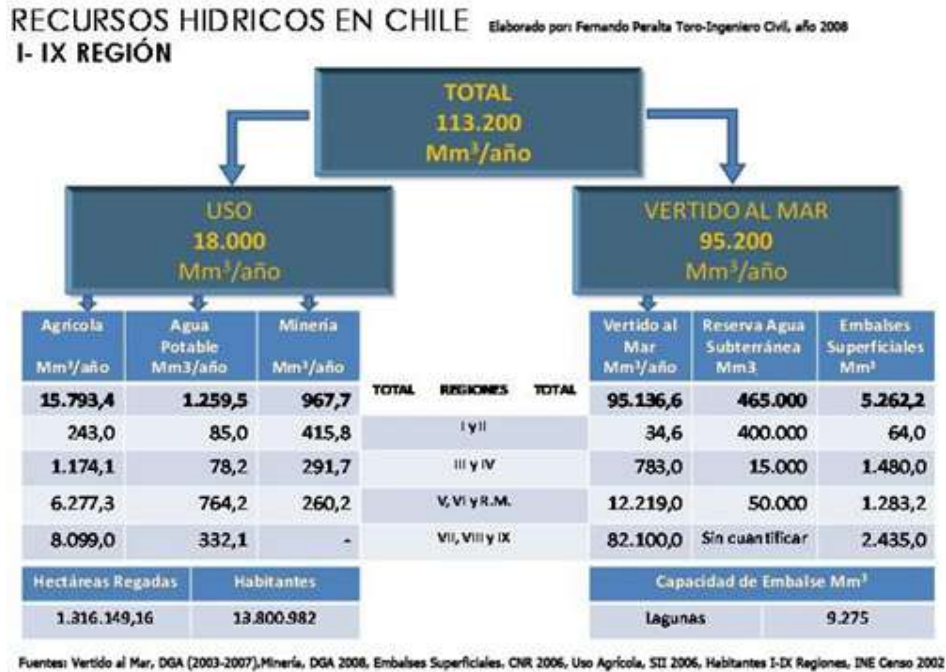 RECURSOS HIDRICOS EN CHILE Elaborado por: Fernando Peralta Toro-Ingeniero Civil, año 2008
I- IX REGIÓN
TOTAL
113.200
Mm³/año
USO
18.000
Mm³/año
VERTIDO AL MAR
95.200
Mm³/año
Agrícola Mm³/año
Agua Potable Mm3/año
Minería Mm³/año
Vertido al Mar Mm³/año
Reserva Agua Subterránea Mm3
Embalses Superficiales Mm³
15.793,4 1.259,5 967,7 TOTAL REGIONES TOTAL 95.136,6 465.000 5.262,2
243,0 85,0 415,8 I y II 34,6 400.000 64,0
1.174,1 78,2 291,7 III y IV 783,0 15.000 1.480,0
6.277,3 764,2 260,2 V, VI y R.M. 12.219,0 50.000 1.283,2
8.099,0 332,1 - VII, VIII y IX 82.100,0 Sin cuantificar 2.435,0
Hectáreas Regadas Habitantes
1.316.149,16 13.800.982
Capacidad de Embalse Mm³
Lagunas 9.275
Fuentes: Vertido al Mar, DGA (2003-2007),Minería, DGA 2008, Embalses Superficiales, CNR 2006, Uso Agrícola, SII 2006, Habitantes I-IX Regiones, INE Censo 2002